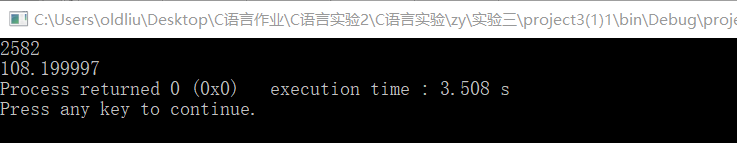 C:\Users\oldliu\Desktop\C语言作业\C语言实验2\C语言实验\zy\实验三\project3(1)1\bin\Debug\proje
2582
108.199997
Process returned 0 (0x0)   execution time : 3.508 s
Press any key to continue.